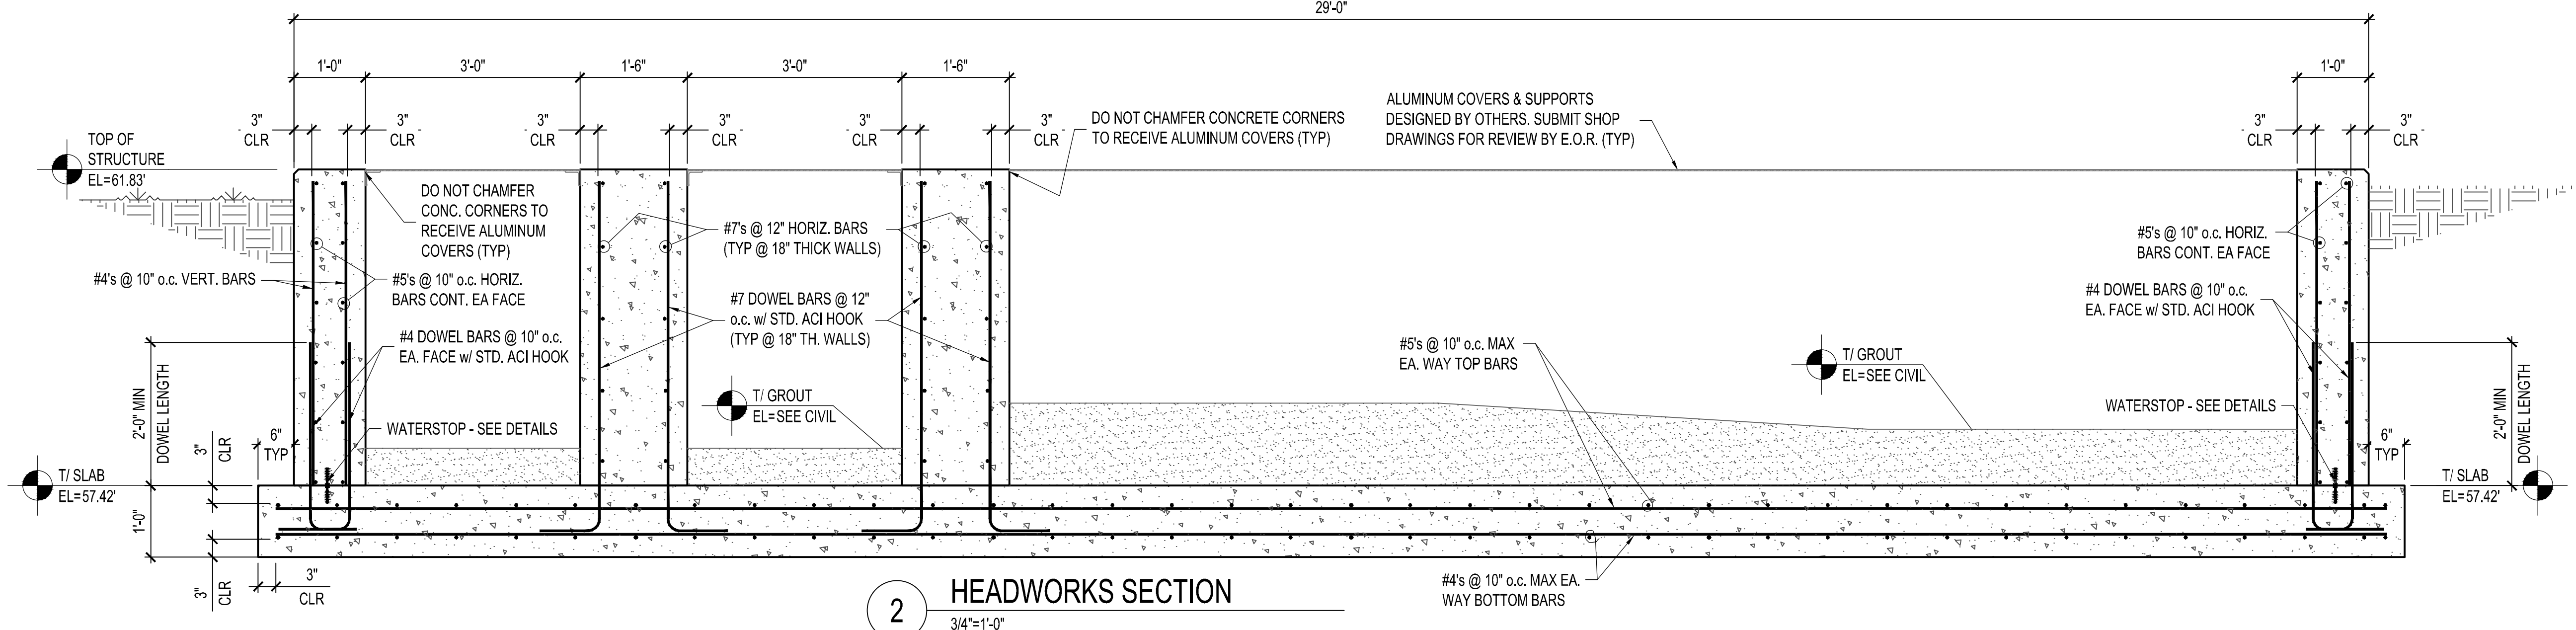 29'-0"
1'-0"
3'-0"
1'-6"
3'-0"
1'-6"
1'-0"
3"
CLR
3"
CLR
3"
CLR
3"
CLR
3"
CLR
3"
CLR
3"
CLR
3"
CLR
TOP OF
STRUCTURE
EL=61.83'
DO NOT CHAMFER CONCRETE CORNERS
TO RECEIVE ALUMINUM COVERS (TYP)
ALUMINUM COVERS & SUPPORTS
DESIGNED BY OTHERS. SUBMIT SHOP
DRAWINGS FOR REVIEW BY E.O.R. (TYP)
DO NOT CHAMFER
CONC. CORNERS TO
RECEIVE ALUMINUM
COVERS (TYP)
#7's @ 12" HORIZ. BARS
(TYP @ 18" THICK WALLS)
#5's @ 10" o.c. HORIZ.
BARS CONT. EA FACE
#4's @ 10" o.c. VERT. BARS
#5's @ 10" o.c. HORIZ.
BARS CONT. EA FACE
#7 DOWEL BARS @ 12"
o.c. w/ STD. ACI HOOK
(TYP @ 18" TH. WALLS)
#4 DOWEL BARS @ 10" o.c.
EA. FACE w/ STD. ACI HOOK
#4 DOWEL BARS @ 10" o.c.
EA. FACE w/ STD. ACI HOOK
#5's @ 10" o.c. MAX
EA. WAY TOP BARS
T/ GROUT
EL=SEE CIVIL
T/ GROUT
EL=SEE CIVIL
2'-0" MIN
DOWEL LENGTH
2'-0" MIN
DOWEL LENGTH
WATERSTOP - SEE DETAILS
WATERSTOP - SEE DETAILS
3"
CLR
6"
TYP
6"
TYP
T/ SLAB
EL=57.42'
T/ SLAB
EL=57.42'
1'-0"
3"
CLR
3"
CLR
#4's @ 10" o.c. MAX EA.
WAY BOTTOM BARS
2
HEADWORKS SECTION
3/4"=1'-0"